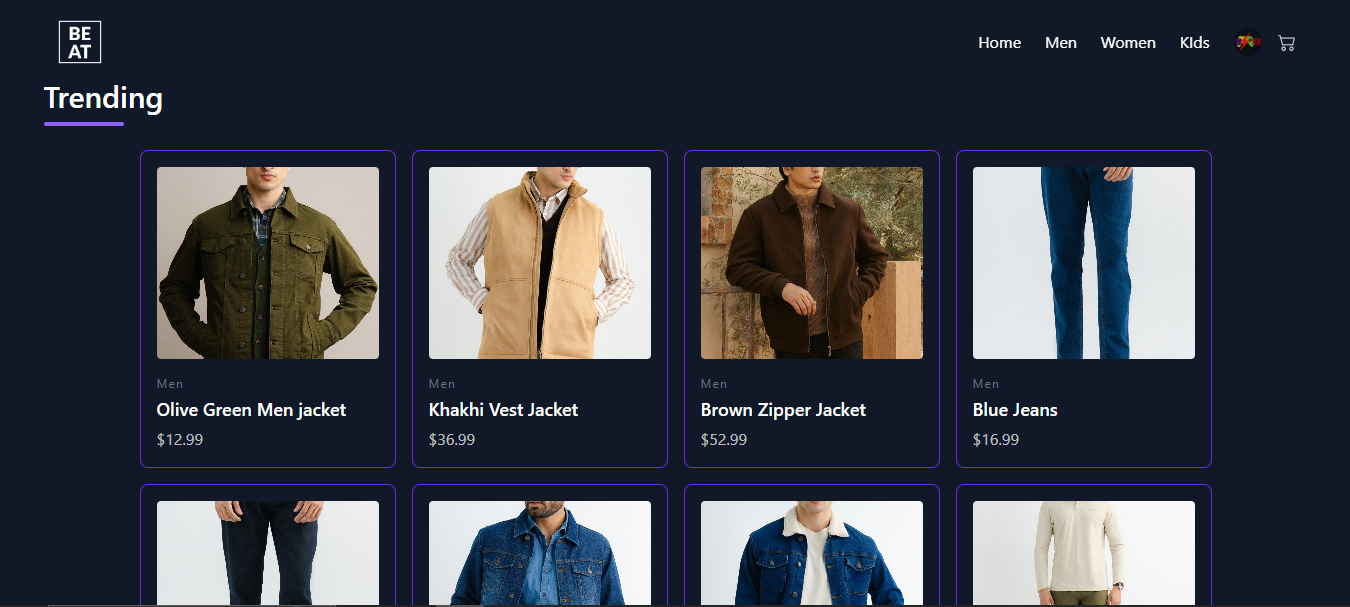 BE
AT
Home Men Women KIds
Trending
Men Men Men Men
Olive Green Men jacket Khakhi Vest Jacket Brown Zipper Jacket Blue Jeans
$12.99 $36.99 $52.99 $16.99